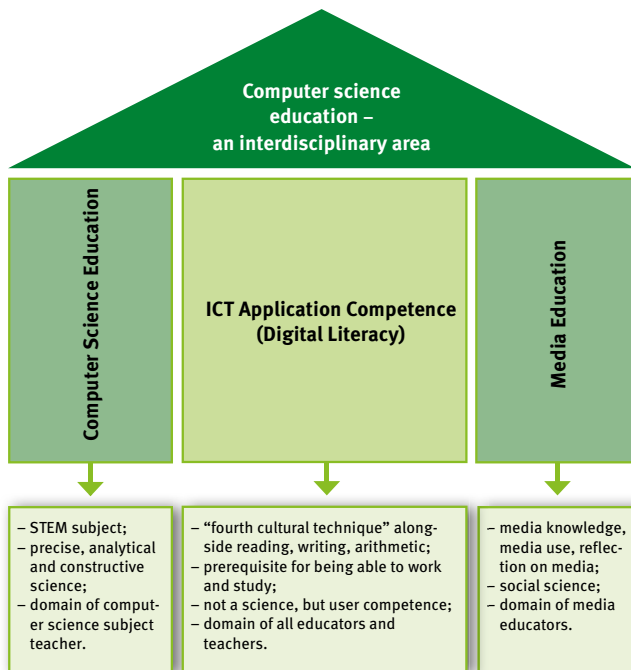 Computer science
education –
an interdisciplinary area
Computer Science Education
ICT Application Competence
(Digital Literacy)
Media Education
– STEM subject;
– precise, analytical
and constructive
science;
– domain of comput-
er science subject
teacher.
– “fourth cultural technique” along-
side reading, writing, arithmetic;
– prerequisite for being able to work
and study;
– not a science, but user competence;
– domain of all educators and
teachers.
– media knowledge,
media use, reflec-
tion on media;
– social science;
– domain of media
educators.